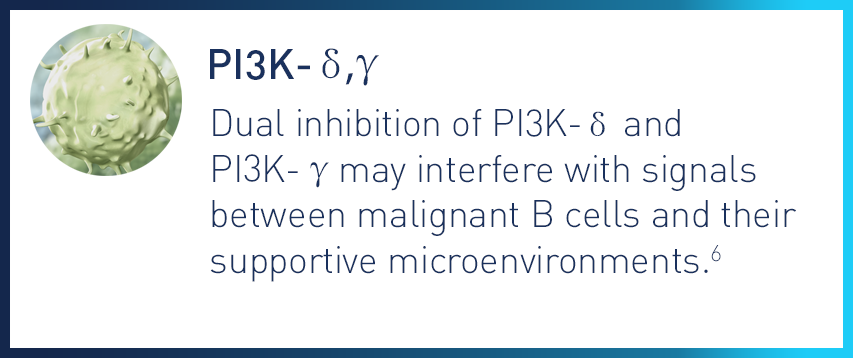 PI3K- δ,γ
Dual inhibition of PI3K- δ and
PI3K- γ may interfere with signals
between malignant B cells and their
supportive microenvironments.⁶